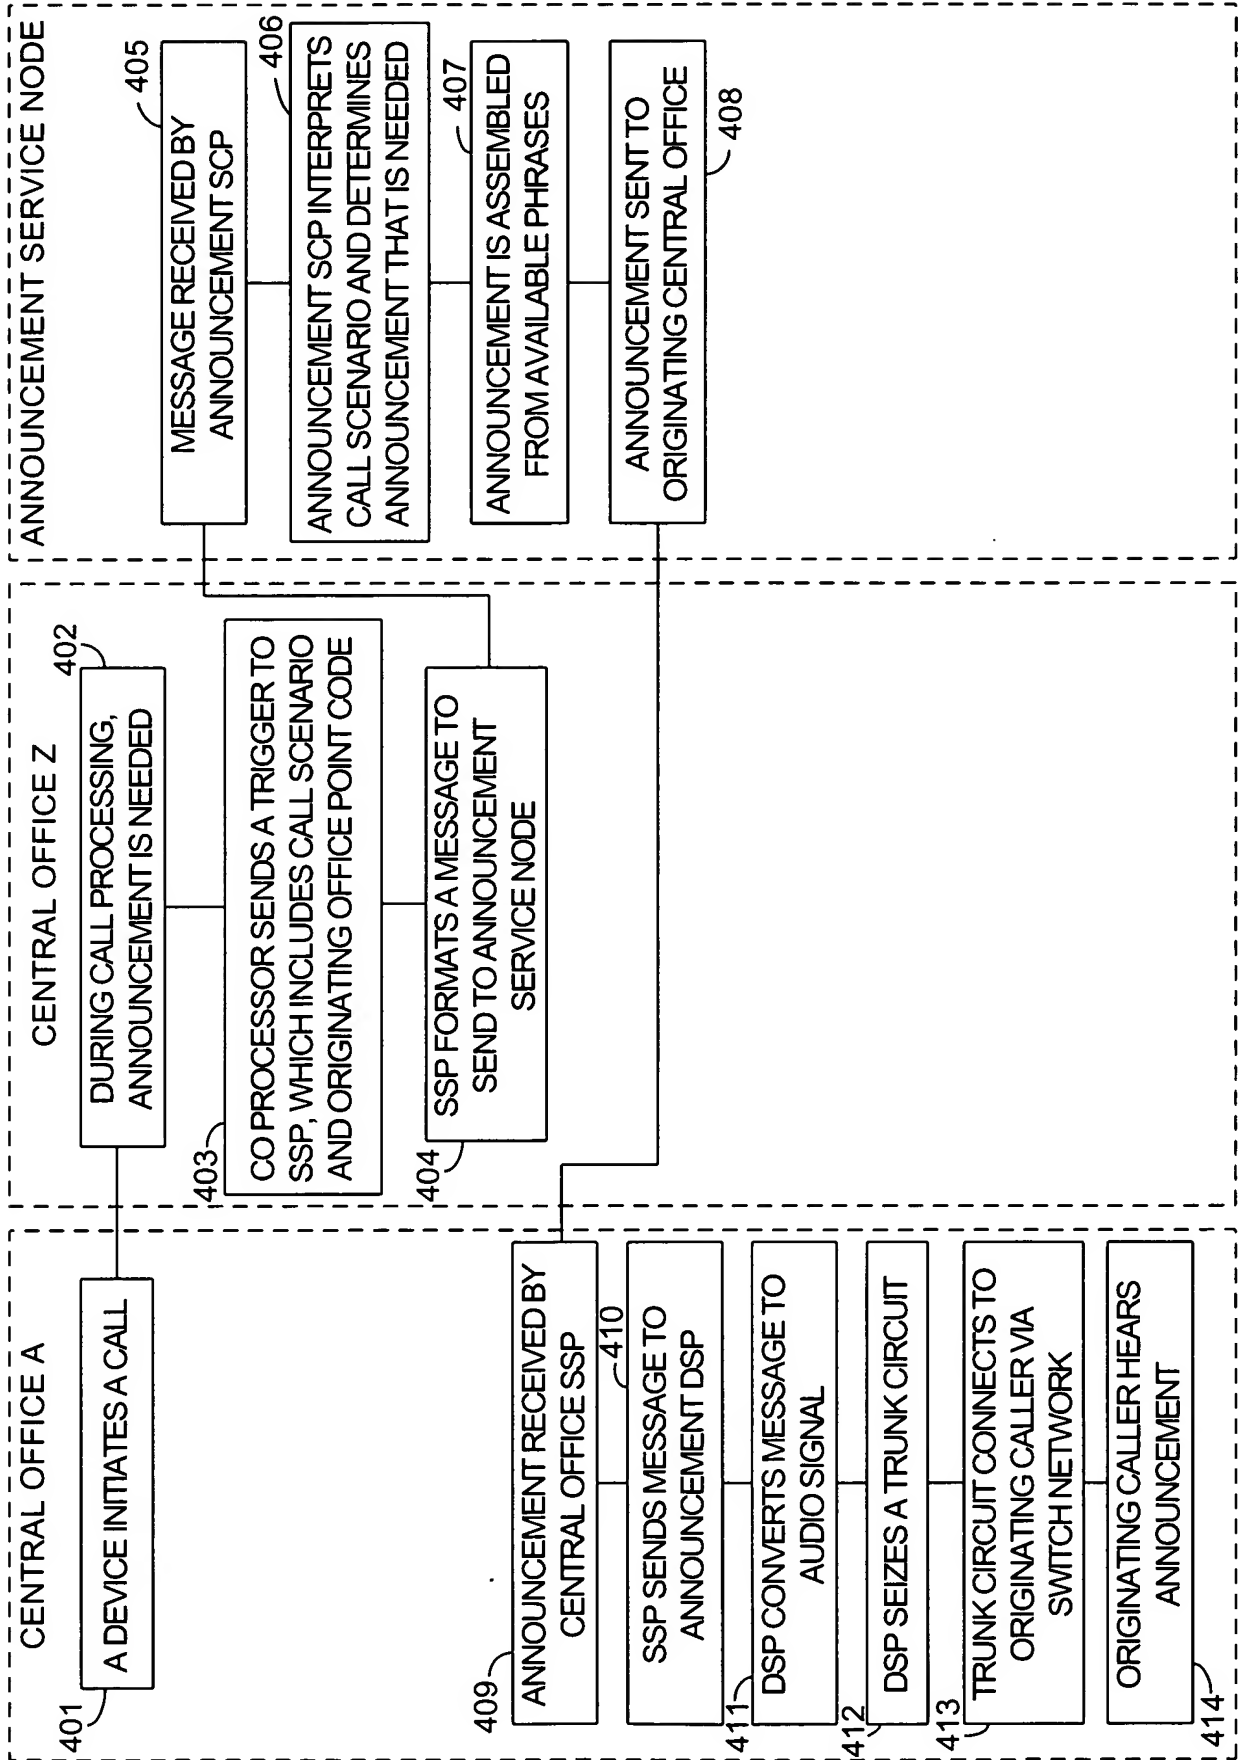 CENTRAL OFFICE A
401
A DEVICE INITIATES A CALL
409
ANNOUNCEMENT RECEIVED BY
CENTRAL OFFICE SSP
410
SSP SENDS MESSAGE TO
ANNOUNCEMENT DSP
411
DSP CONVERTS MESSAGE TO
AUDIO SIGNAL
412
DSP SEIZES A TRUNK CIRCUIT
413
TRUNK CIRCUIT CONNECTS TO
ORIGINATING CALLER VIA
SWITCH NETWORK
414
ORIGINATING CALLER HEARS
ANNOUNCEMENT
CENTRAL OFFICE Z
402
DURING CALL PROCESSING,
ANNOUNCEMENT IS NEEDED
403
CO PROCESSOR SENDS A TRIGGER TO
SSP, WHICH INCLUDES CALL SCENARIO
AND ORIGINATING OFFICE POINT CODE
404
SSP FORMATS A MESSAGE TO
SEND TO ANNOUNCEMENT
SERVICE NODE
ANNOUNCEMENT SERVICE NODE
405
MESSAGE RECEIVED BY
ANNOUNCEMENT SCP
406
ANNOUNCEMENT SCP INTERPRETS
CALL SCENARIO AND DETERMINES
ANNOUNCEMENT THAT IS NEEDED
407
ANNOUNCEMENT IS ASSEMBLED
FROM AVAILABLE PHRASES
ANNOUNCEMENT SENT TO
ORIGINATING CENTRAL OFFICE
408